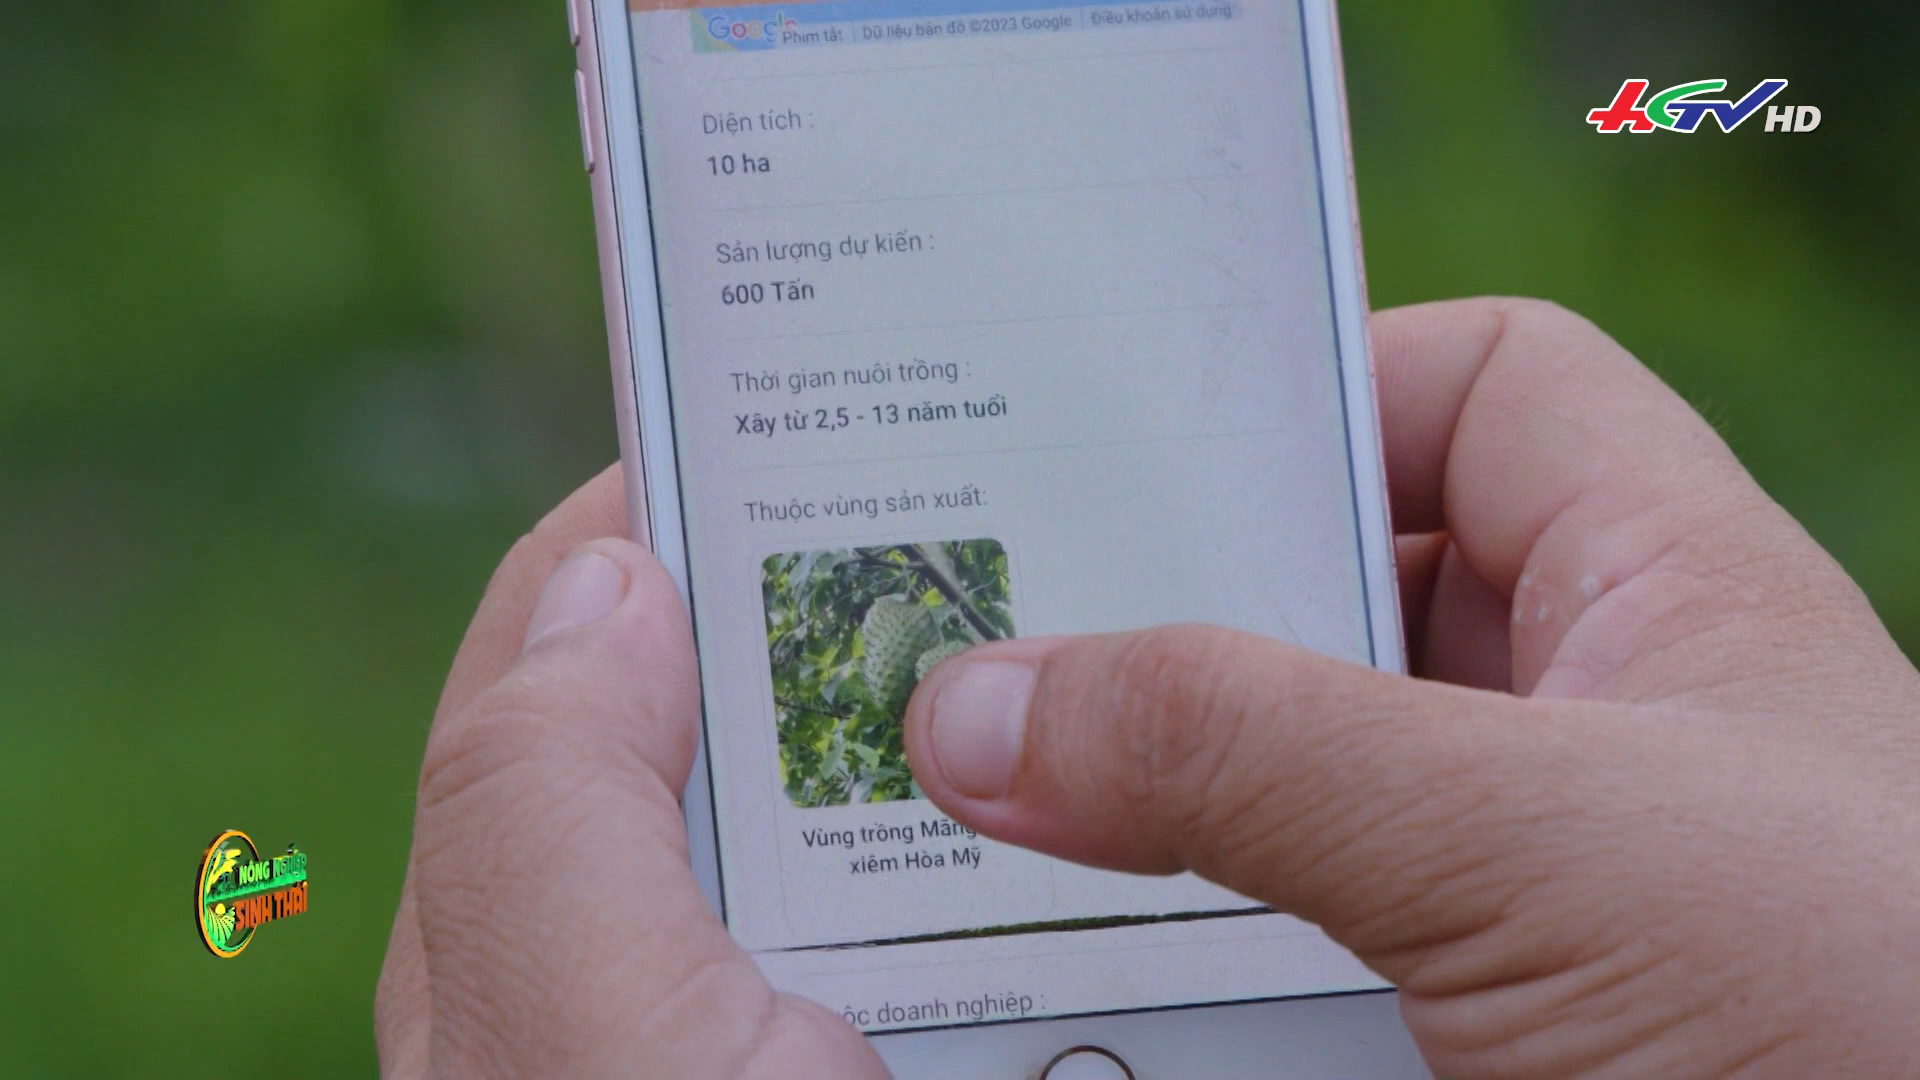 Google Phím tắt Dữ liệu bản đồ ©2023 Google Điều khoản sử dụng
HGTV HD
Diện tích :
10 ha
Sản lượng dự kiến :
600 Tấn
Thời gian nuôi trồng :
Xây từ 2,5 - 13 năm tuổi
Thuộc vùng sản xuất:
Vùng trồng Mãng
xiêm Hòa Mỹ
NÔNG NGHIỆP
SINH THÁI
doanh nghiệp :